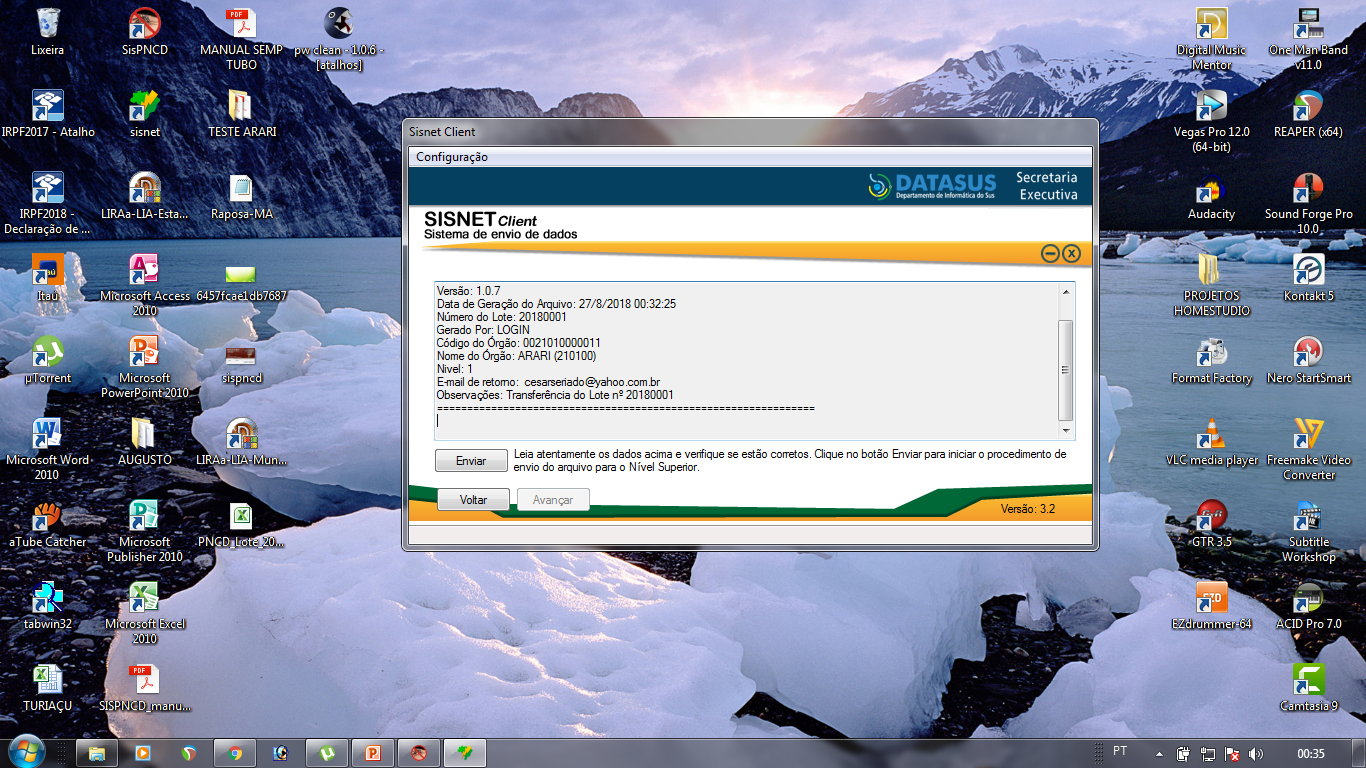 Lixeira
SisPNCD
MANUAL SEMP
TUBO
pw clean - 1.0.6 -
[atalhos]
Digital Music
Mentor
One Man Band
v11.0
IRPF2017 - Atalho
sisnet
TESTE ARARI
Vegas Pro 12.0
(64-bit)
REAPER (x64)
IRPF2018 -
Declaração de ...
LIRAa-LIA-Esta...
Raposa-MA
Audacity
Sound Forge Pro
10.0
Itaú
Microsoft Access
2010
6457fcae1db7687
PROJETOS
HOMESTUDIO
Kontakt 5
µTorrent
Microsoft
PowerPoint 2010
sispncd
Format Factory
Nero StartSmart
Microsoft Word
2010
AUGUSTO
LIRAa-LIA-Mun...
VLC media player
Freemake Video
Converter
aTube Catcher
Microsoft
Publisher 2010
PNCD_Lote_20...
GTR 3.5
Subtitle
Workshop
tabwin32
Microsoft Excel
2010
EZdrummer-64
ACID Pro 7.0
TURIAÇU
SISPNCD_manu...
Camtasia 9
Sisnet Client
Configuração
DATASUS
Departamento de Informática do Sus
Secretaria
Executiva
SISNET Client
Sistema de envio de dados
Versão: 1.0.7
Data de Geração do Arquivo: 27/8/2018 00:32:25
Número do Lote: 20180001
Gerado Por: LOGIN
Código do Órgão: 0021010000011
Nome do Órgão: ARARI (210100)
Nivel: 1
E-mail de retorno: cesarseriado@yahoo.com.br
Observações: Transferência do Lote nº 20180001
===============================================================
Enviar
Leia atentamente os dados acima e verifique se estão corretos. Clique no botão Enviar para iniciar o procedimento de
envio do arquivo para o Nível Superior.
Voltar
Avançar
Versão: 3.2
PT
00:35